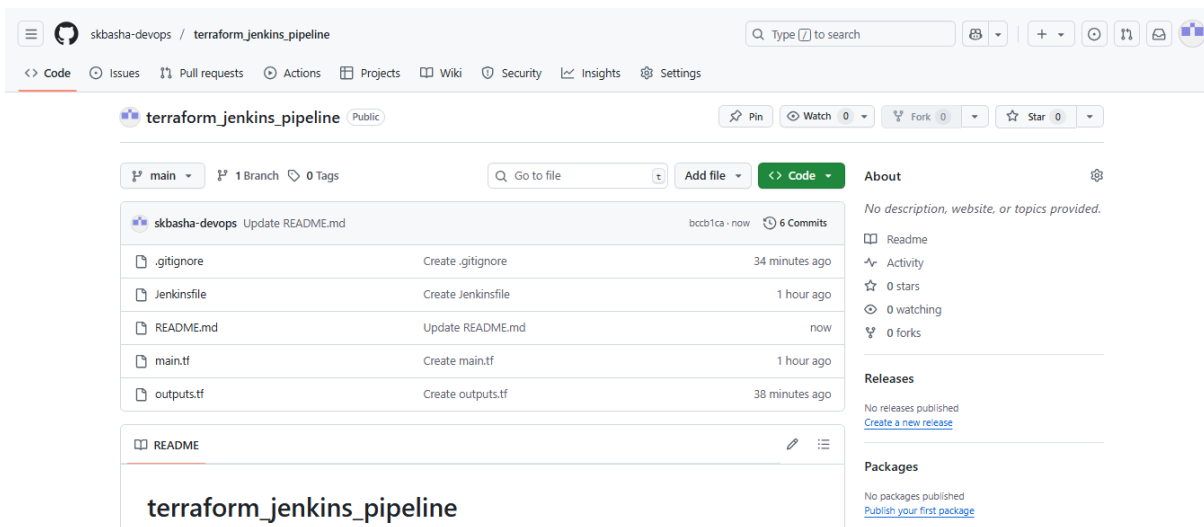 skbasha-devops / terraform_jenkins_pipeline
Type / to search
Code Issues Pull requests Actions Projects Wiki Security Insights Settings
terraform_jenkins_pipeline Public
Pin Watch 0 Fork 0 Star 0
main 1 Branch 0 Tags
Go to file t Add file Code
skbasha-devops Update README.md bccb1ca · now 6 Commits
.gitignore Create .gitignore 34 minutes ago
Jenkinsfile Create Jenkinsfile 1 hour ago
README.md Update README.md now
main.tf Create main.tf 1 hour ago
outputs.tf Create outputs.tf 38 minutes ago
README
terraform_jenkins_pipeline
About
No description, website, or topics provided.
Readme
Activity
0 stars
0 watching
0 forks
Releases
No releases published
Create a new release
Packages
No packages published
Publish your first package